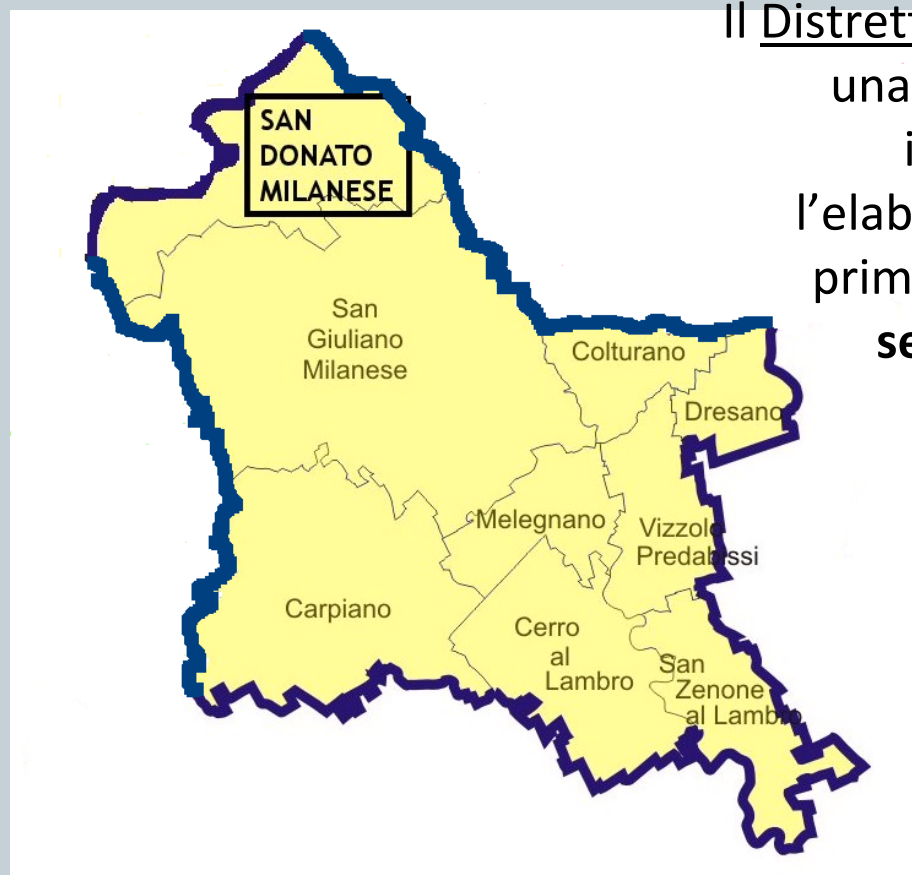 Il Distret
una
i
l’elab
prim
se
SAN
DONATO
MILANESE
San
Giuliano
Milanese
Colturano
Dresano
Melegnano
Vizzolo
Predabissi
Carpiano
Cerro
al
Lambro
San
Zenone
al Lambro